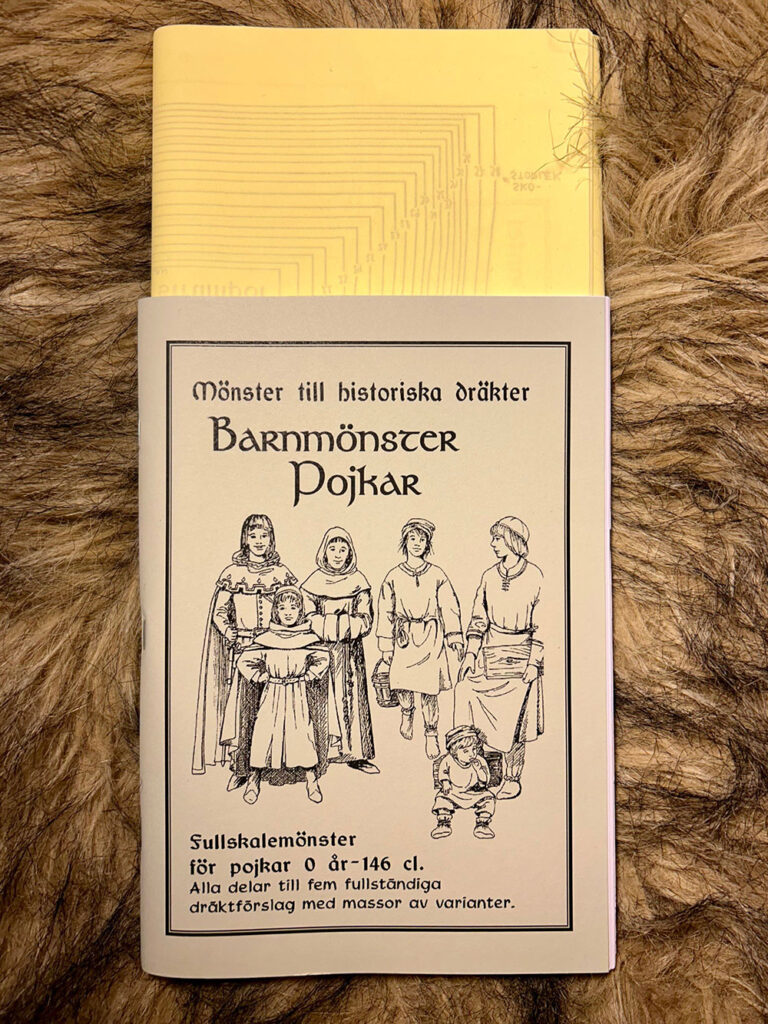 Mönster till historiska dräkter
Barnmönster
Pojkar
Fullskalemönster
för pojkar 0 år-146 cl.
Alla delar till fem fullständiga
dräktförslag med massor av varianter.